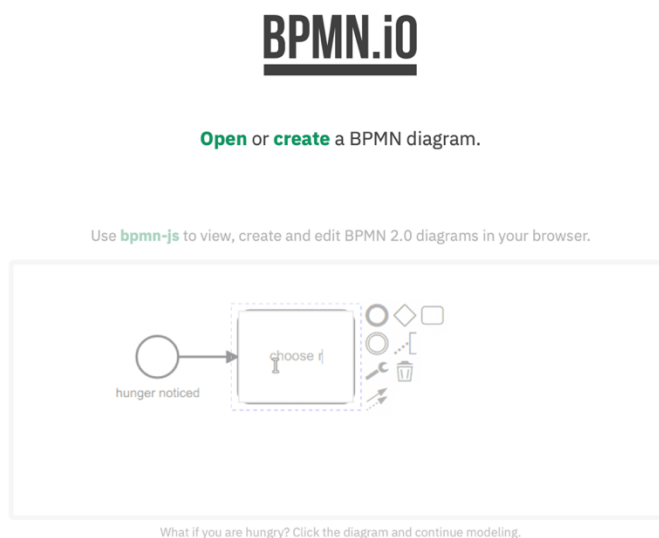 BPMN.iO
Open or create a BPMN diagram.
Use bpmn-js to view, create and edit BPMN 2.0 diagrams in your browser.
choose r
hunger noticed
What if you are hungry? Click the diagram and continue modeling.